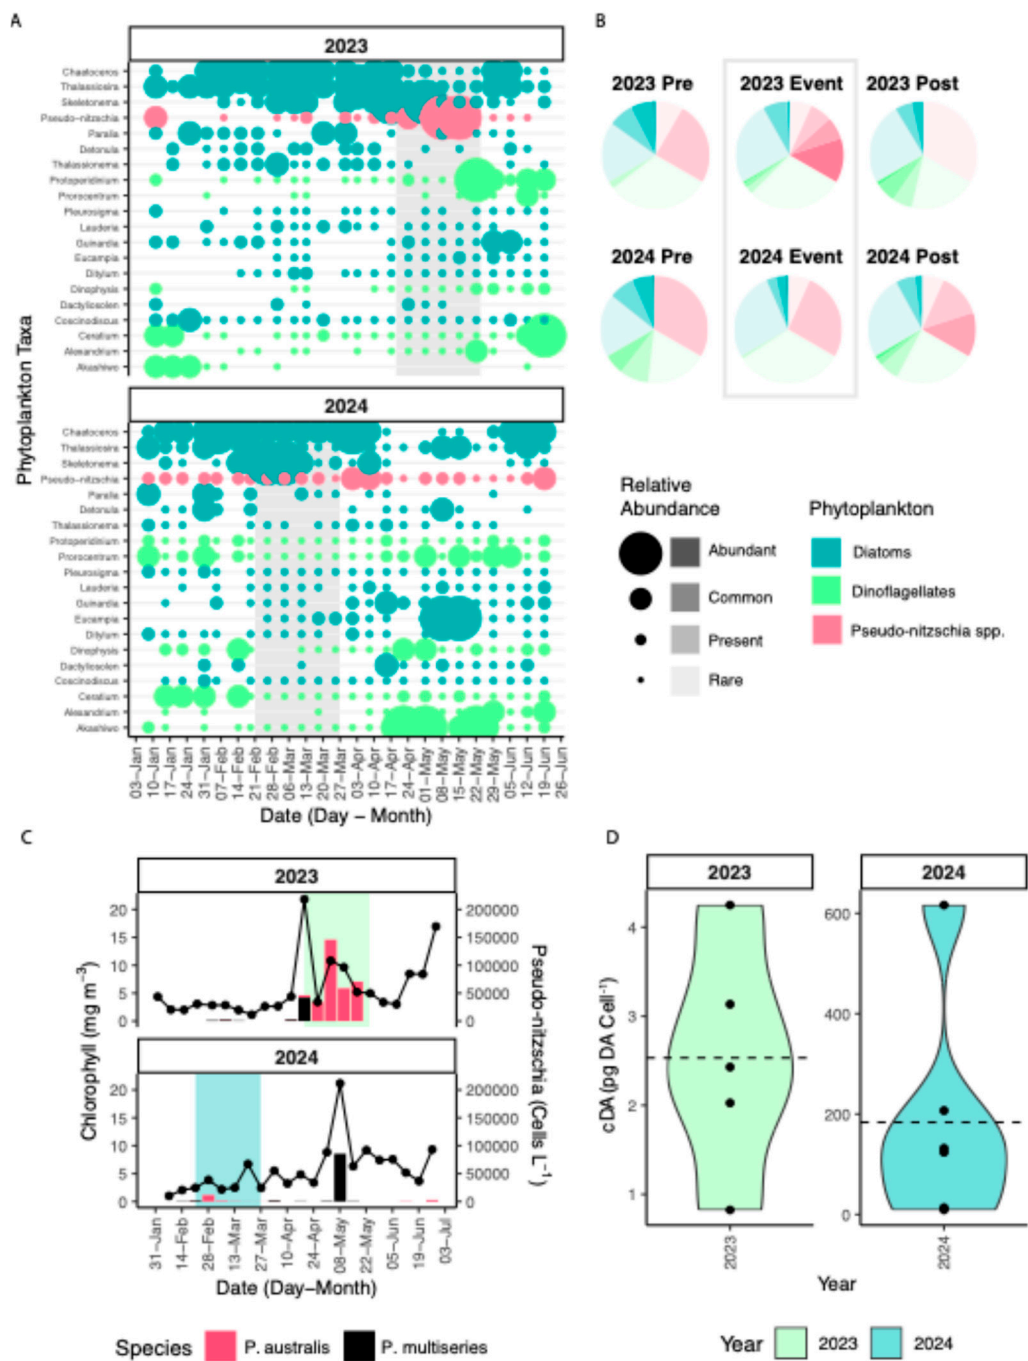 A
2023
Chaetoceros
Thalassiosira
Skeletonema
Pseudo-nitzschia
Paralia
Detonula
Thalassionema
Protoperidinium
Prorocentrum
Pleurosigma
Lauderia
Guinardia
Eucampia
Ditylum
Dinophysis
Dactyliosolen
Coscinodiscus
Ceratium
Alexandrium
Akashiwo
2024
Chaetoceros
Thalassiosira
Skeletonema
Pseudo-nitzschia
Paralia
Detonula
Thalassionema
Protoperidinium
Prorocentrum
Pleurosigma
Lauderia
Guinardia
Eucampia
Ditylum
Dinophysis
Dactyliosolen
Coscinodiscus
Ceratium
Alexandrium
Akashiwo
Phytoplankton Taxa
03-Jan
10-Jan
17-Jan
24-Jan
31-Jan
07-Feb
14-Feb
21-Feb
28-Feb
06-Mar
13-Mar
20-Mar
27-Mar
03-Apr
10-Apr
17-Apr
24-Apr
01-May
08-May
15-May
22-May
29-May
05-Jun
12-Jun
19-Jun
26-Jun
Date (Day - Month)
B
2023 Pre
2023 Event
2023 Post
2024 Pre
2024 Event
2024 Post
Relative
Abundance
Abundant
Common
Present
Rare
Phytoplankton
Diatoms
Dinoflagellates
Pseudo-nitzschia spp.
C
2023
20
15
10
5
0
200000
150000
100000
50000
0
2024
20
15
10
5
0
200000
150000
100000
50000
0
Chlorophyll (mg m⁻³)
Pseudo-nitzschia (Cells L⁻¹)
31-Jan
14-Feb
28-Feb
13-Mar
27-Mar
10-Apr
24-Apr
08-May
22-May
05-Jun
19-Jun
03-Jul
Date (Day-Month)
Species
P. australis
P. multiseries
D
2023
2024
4
3
2
1
600
400
200
0
cDA (pg DA Cell⁻¹)
2023
2024
Year
Year
2023
2024